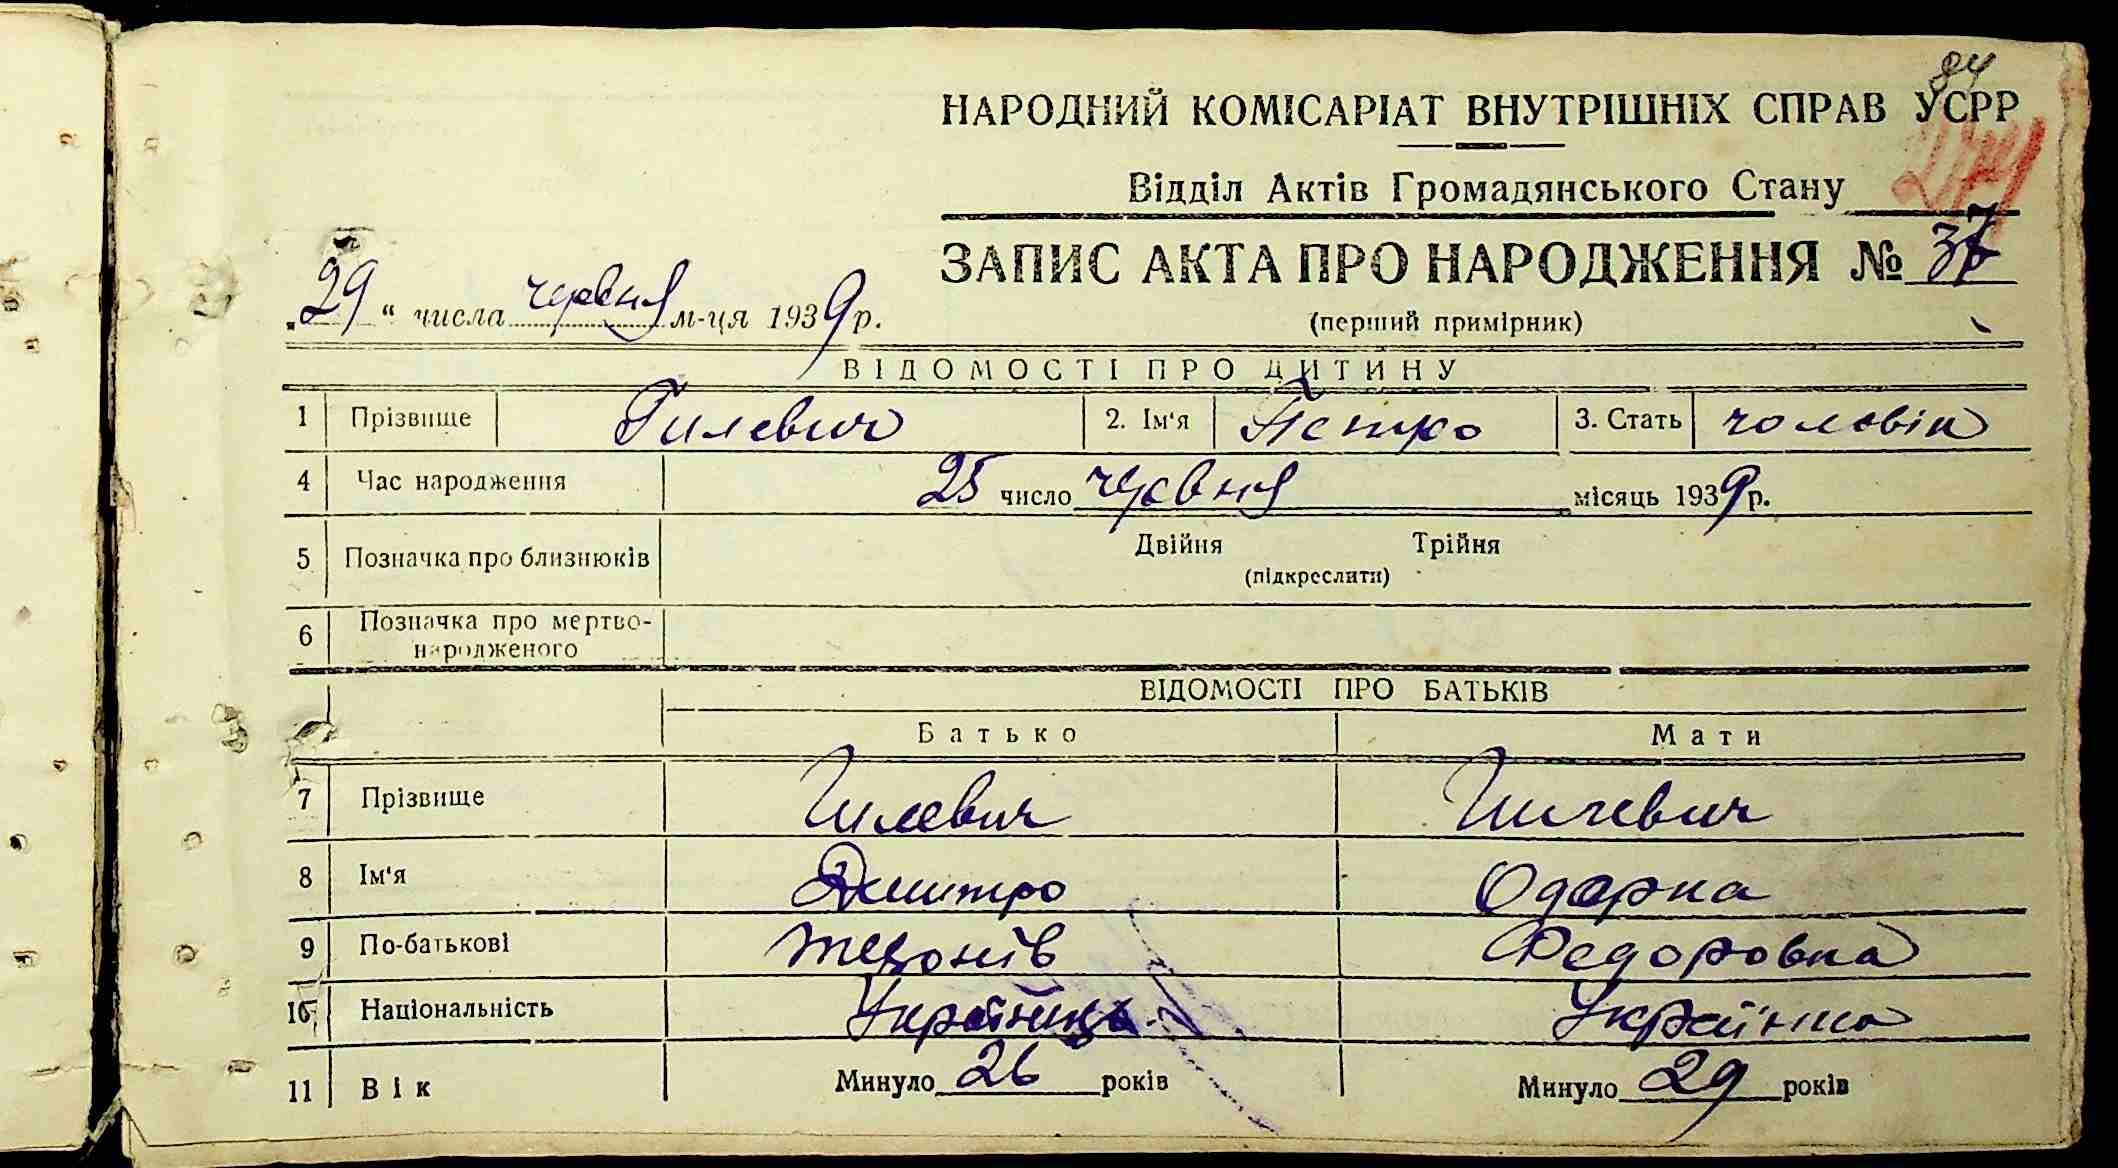 84
НАРОДНИЙ КОМІСАРІАТ ВНУТРІШНІХ СПРАВ УСРР
274
Відділ Актів Громадянського Стану
ЗАПИС АКТА ПРО НАРОДЖЕННЯ № 37
„29“ числа червня м-ця 1939 р.
(перший примірник)
ВІДОМОСТІ ПРО ДИТИНУ
1 Прізвище Гилевич 2. Ім'я Петро 3. Стать чоловік
4 Час народження 25 число червня місяць 1939 р.
5 Позначка про близнюків Двійня Трійня
(підкреслити)
6 Позначка про мертво-
народженого
ВІДОМОСТІ ПРО БАТЬКІВ
Батько Мати
7 Прізвище Гилевич Гилевич
8 Ім'я Дмитро Одарка
9 По-батькові Федоровна
10 Національність Українець Українка
11 Вік Минуло 26 років Минуло 29 років